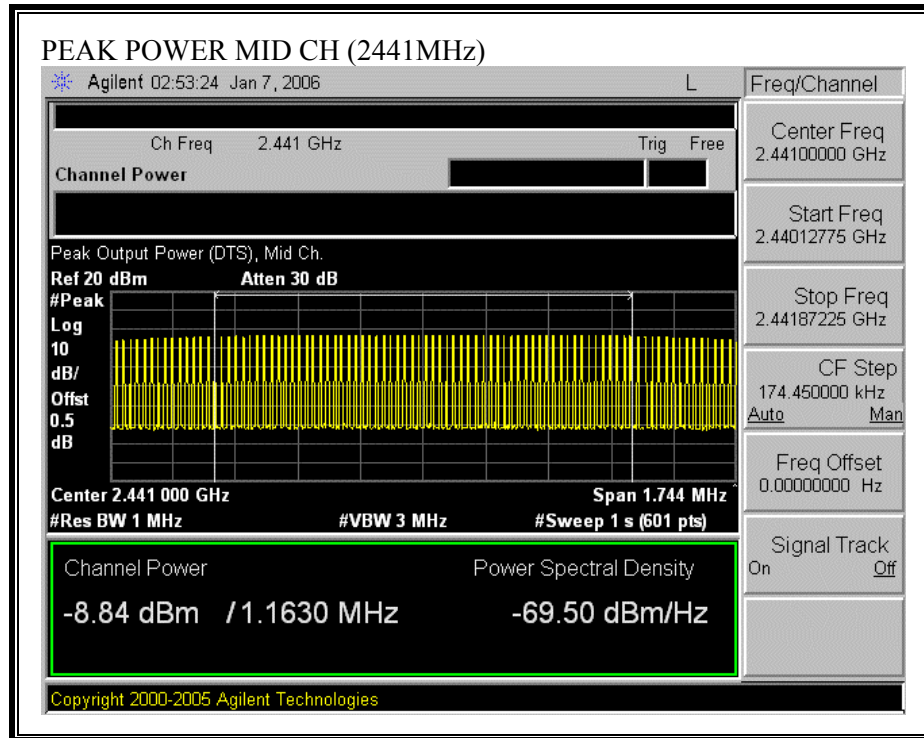 PEAK POWER MID CH (2441MHz)
Agilent 02:53:24 Jan 7, 2006 L
Freq/Channel
Ch Freq 2.441 GHz Trig Free
Channel Power
Center Freq
2.44100000 GHz
Start Freq
2.44012775 GHz
Stop Freq
2.44187225 GHz
CF Step
174.450000 kHz
Auto Man
Freq Offset
0.00000000 Hz
Signal Track
On Off
Peak Output Power (DTS), Mid Ch.
Ref 20 dBm Atten 30 dB
#Peak
Log
10
dB/
Offst
0.5
dB
Center 2.441 000 GHz Span 1.744 MHz
#Res BW 1 MHz #VBW 3 MHz #Sweep 1 s (601 pts)
Channel Power Power Spectral Density
-8.84 dBm / 1.1630 MHz -69.50 dBm/Hz
Copyright 2000-2005 Agilent Technologies